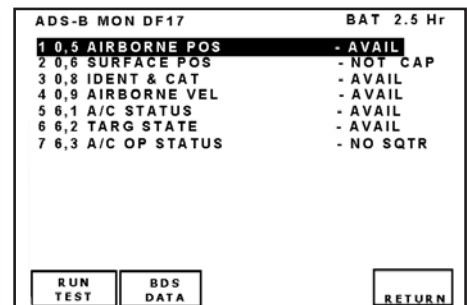 ADS-B MON DF17 BAT 2.5 Hr
1 0,5 AIRBORNE POS - AVAIL
2 0,6 SURFACE POS - NOT CAP
3 0,8 IDENT & CAT - AVAIL
4 0,9 AIRBORNE VEL - AVAIL
5 6,1 A/C STATUS - AVAIL
6 6,2 TARG STATE - AVAIL
7 6,3 A/C OP STATUS - NO SQTR
RUN TEST
BDS DATA
RETURN